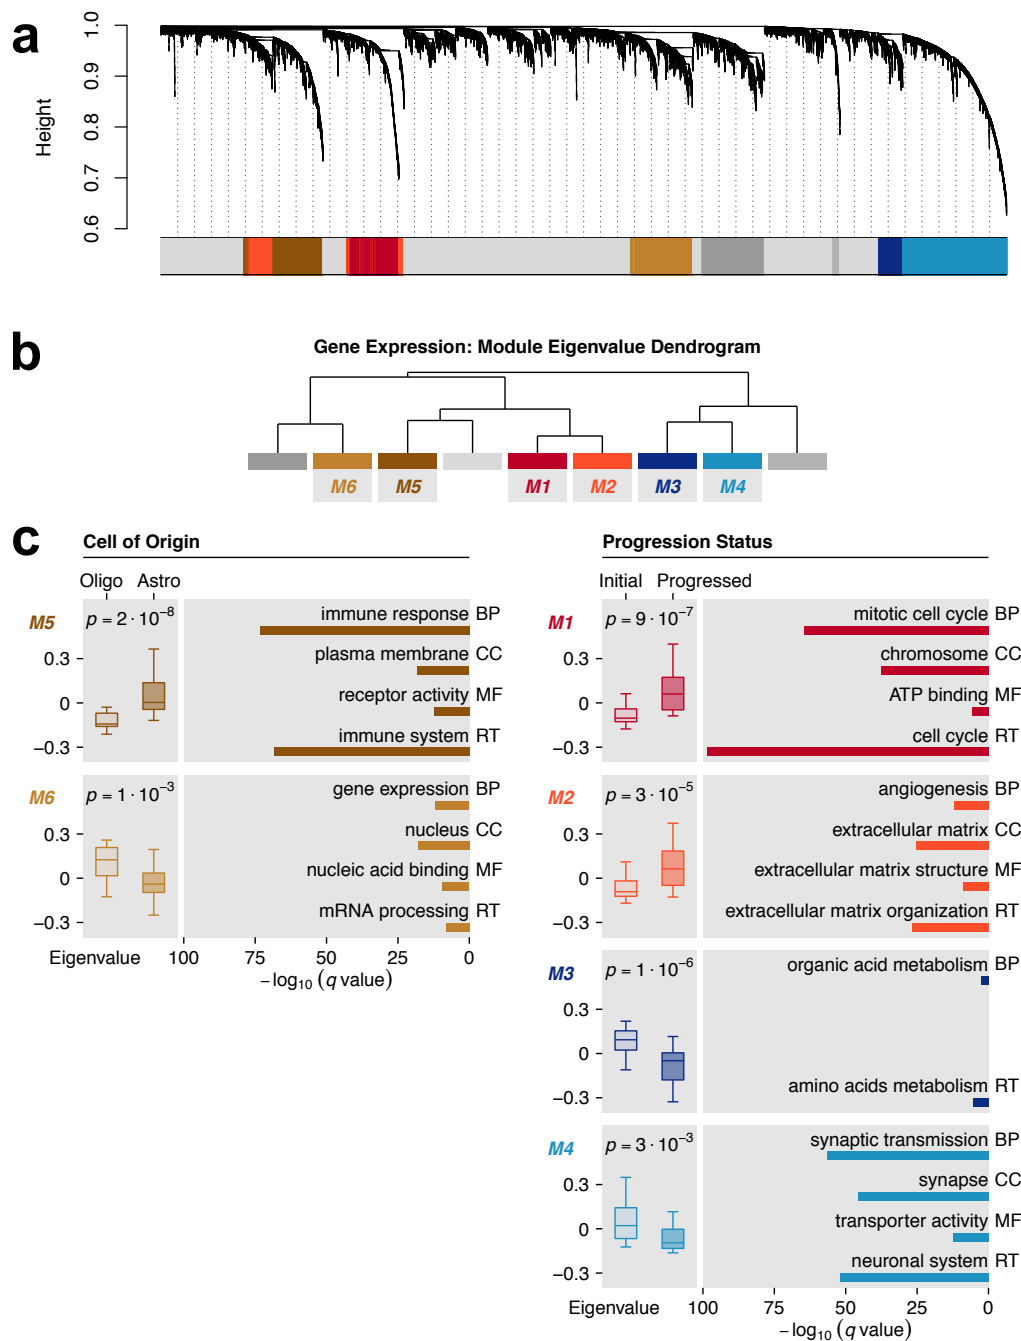 a
Height
1.0
0.9
0.8
0.7
0.6
b
Gene Expression: Module Eigenvalue Dendrogram
M6 M5 M1 M2 M3 M4
c
Cell of Origin
Oligo Astro
M5
p = 2 · 10⁻⁸
0.3
0
−0.3
immune response BP
plasma membrane CC
receptor activity MF
immune system RT
M6
p = 1 · 10⁻³
0.3
0
−0.3
gene expression BP
nucleus CC
nucleic acid binding MF
mRNA processing RT
Eigenvalue 100 75 50 25 0
−log₁₀ (q value)
Progression Status
Initial Progressed
M1
p = 9 · 10⁻⁷
0.3
0
−0.3
mitotic cell cycle BP
chromosome CC
ATP binding MF
cell cycle RT
M2
p = 3 · 10⁻⁵
0.3
0
−0.3
angiogenesis BP
extracellular matrix CC
extracellular matrix structure MF
extracellular matrix organization RT
M3
p = 1 · 10⁻⁶
0.3
0
−0.3
organic acid metabolism BP
amino acids metabolism RT
M4
p = 3 · 10⁻³
0.3
0
−0.3
synaptic transmission BP
synapse CC
transporter activity MF
neuronal system RT
Eigenvalue 100 75 50 25 0
−log₁₀ (q value)